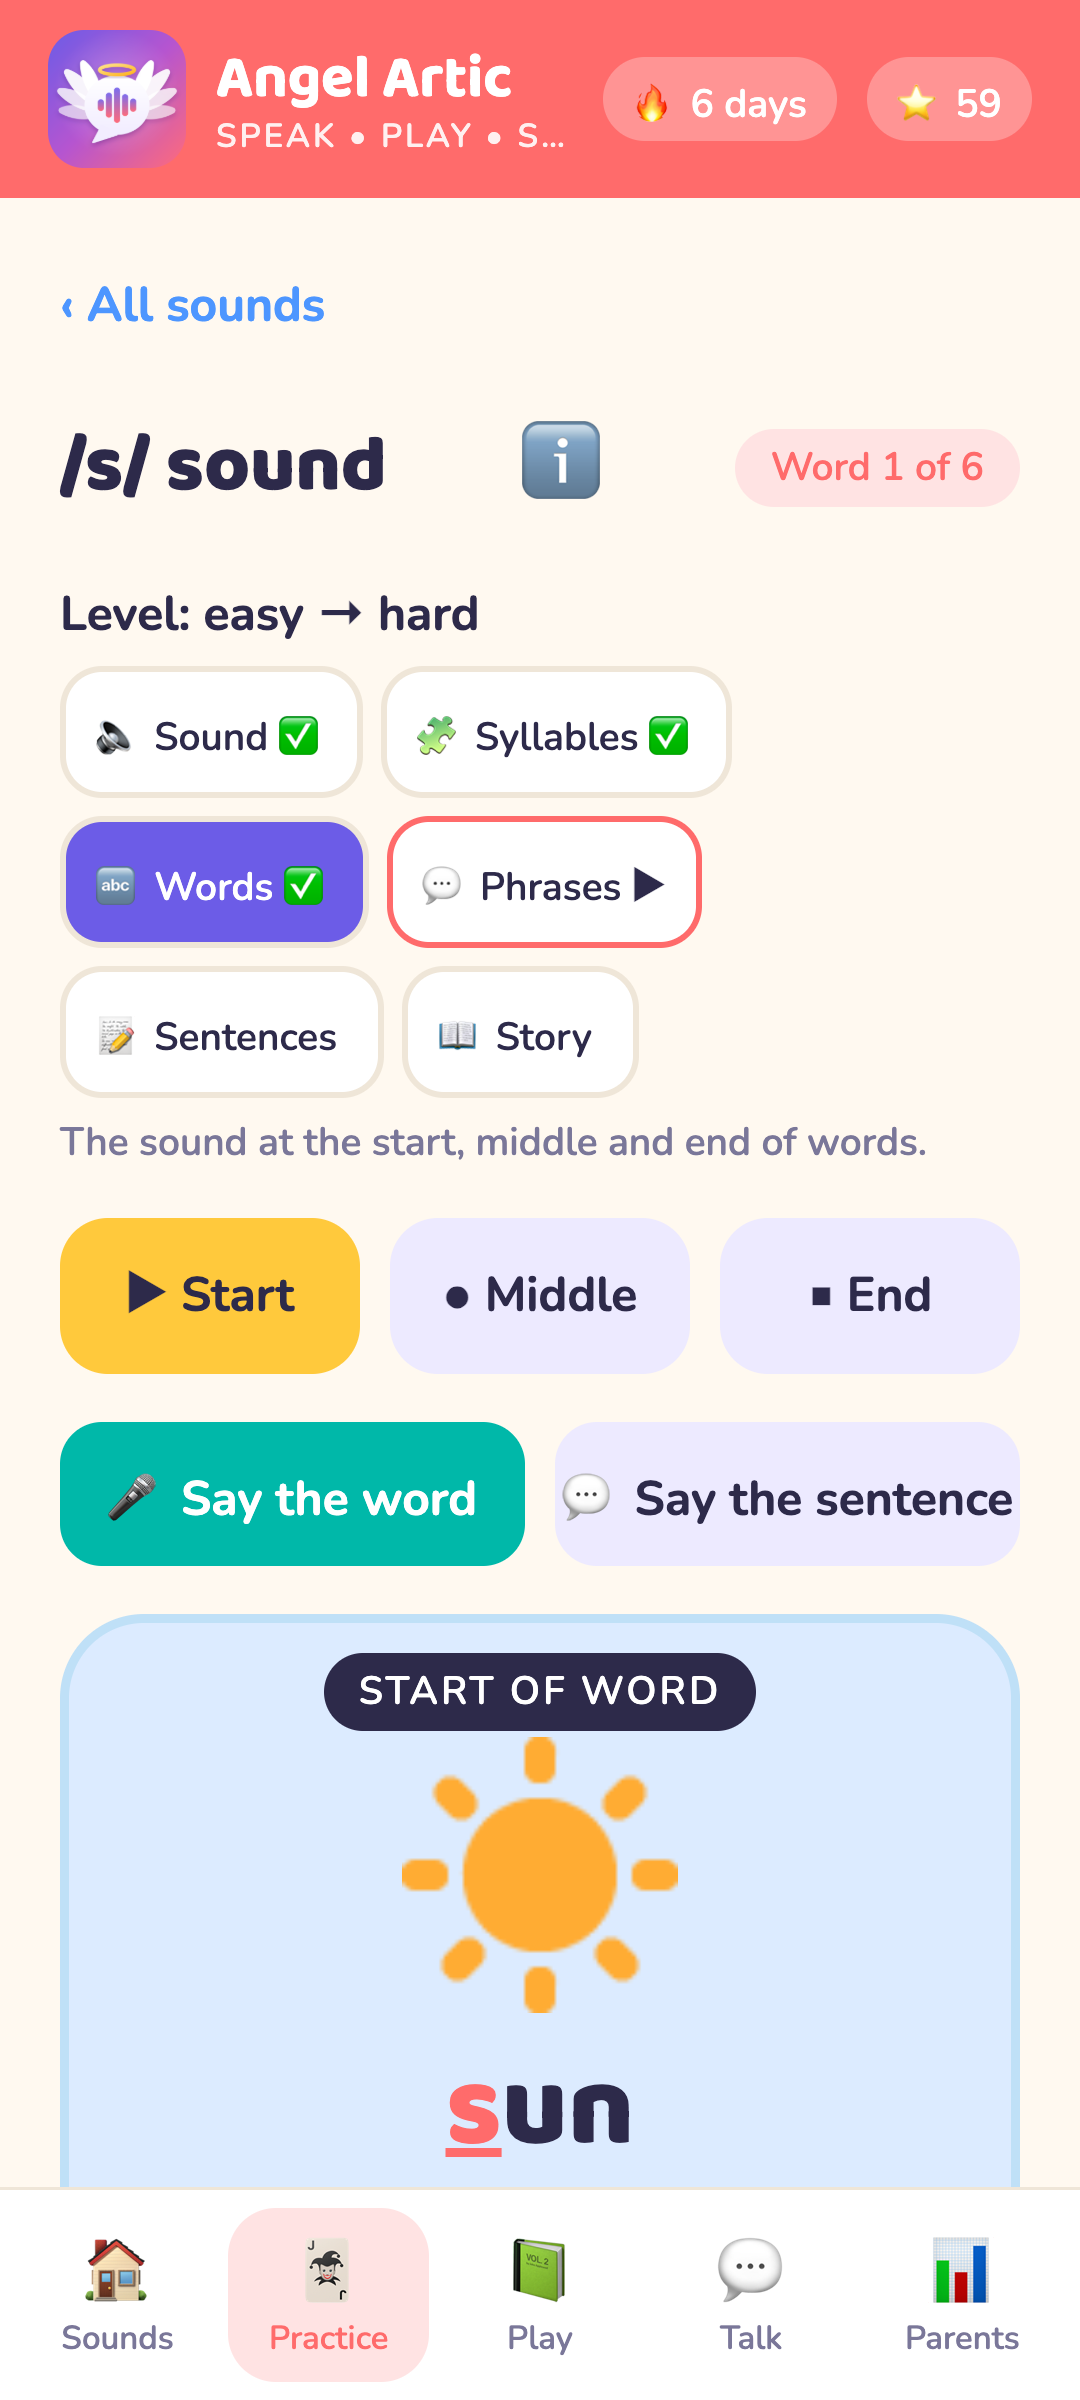 Angel Artic
SPEAK • PLAY • S...
6 days
59
‹ All sounds
/s/ sound
Word 1 of 6
Level: easy → hard
Sound
Syllables
Words
Phrases ▶
Sentences
Story
The sound at the start, middle and end of words.
▶ Start
● Middle
■ End
Say the word
Say the sentence
START OF WORD
sun
Sounds
Practice
Play
Talk
Parents